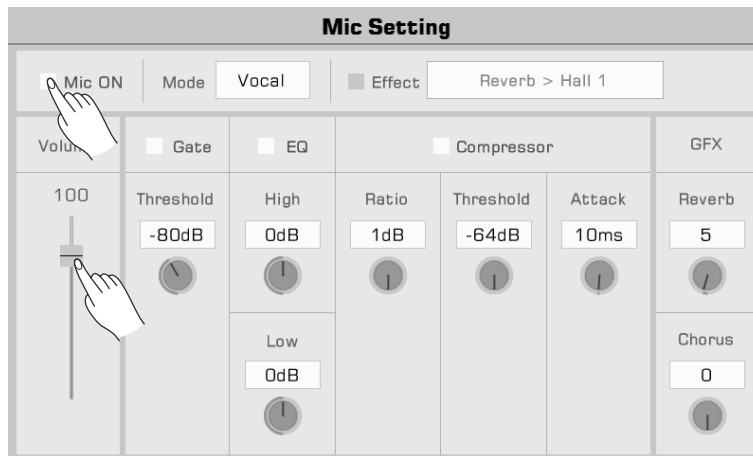 Mic Setting
Mic ON Mode Vocal Effect Reverb > Hall 1
Gate EQ Compressor GFX
100 Threshold High Ratio Threshold Attack Reverb
-80dB 0dB 1dB -64dB 10ms 5
Low Chorus
0dB 0